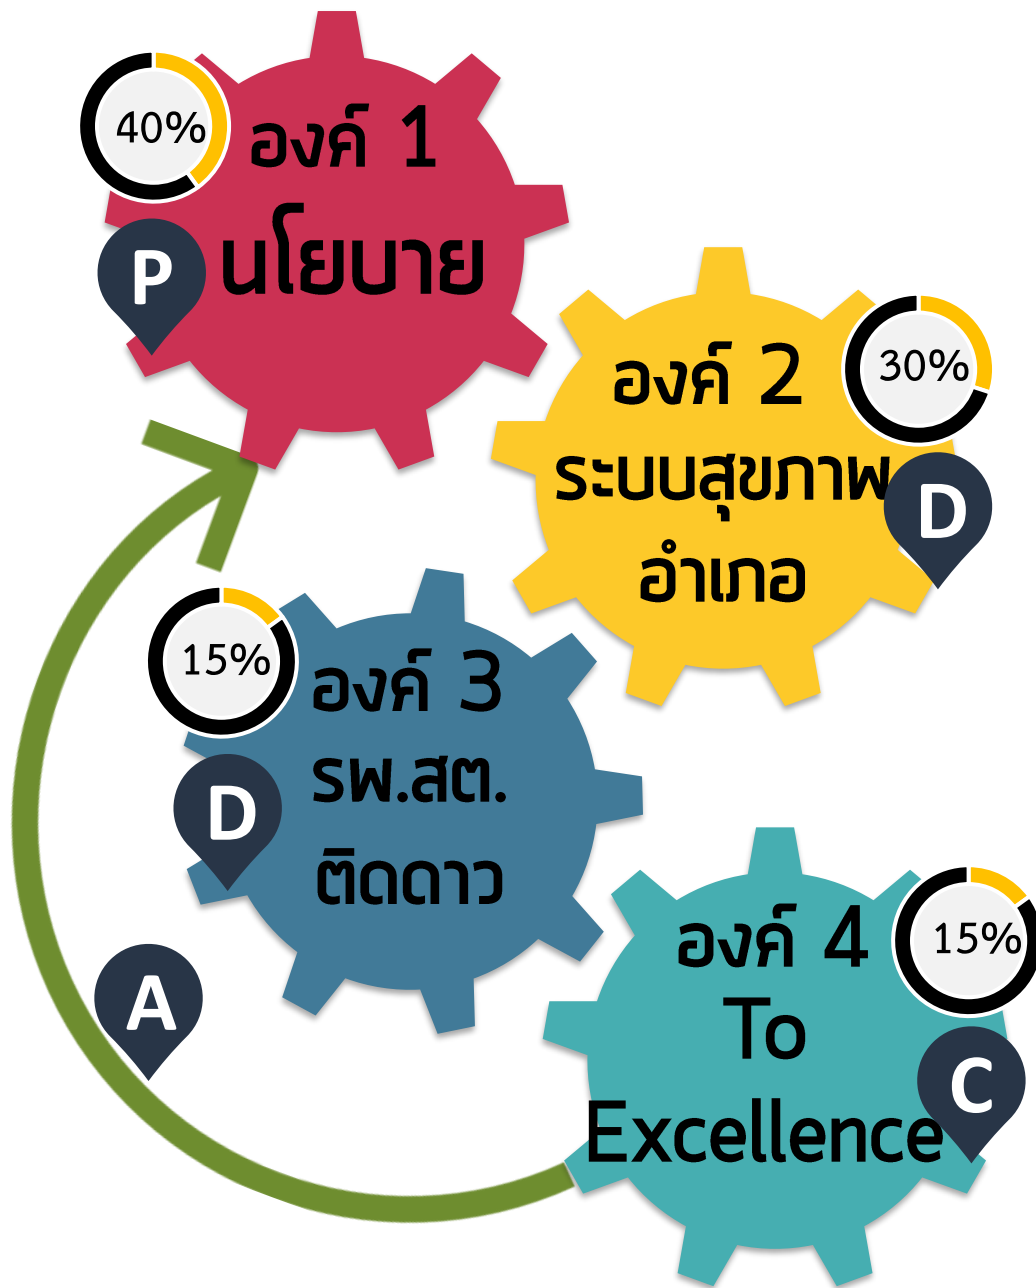 40%
องค์ 1
นโยบาย
P
องค์ 2
30%
ระบบสุขภาพ
อำเภอ
D
15%
องค์ 3
รพ.สต.
ติดดาว
D
องค์ 4
15%
To
Excellence
C
A